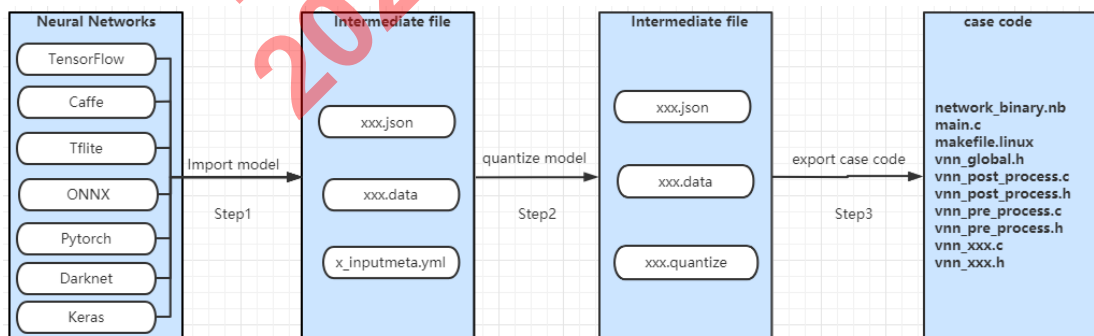 Neural Networks
TensorFlow
Caffe
Tflite
ONNX
Pytorch
Darknet
Keras
Import model
Step1
Intermediate file
xxx.json
xxx.data
x_inputmeta.yml
quantize model
Step2
Intermediate file
xxx.json
xxx.data
xxx.quantize
export case code
Step3
case code
network_binary.nb
main.c
makefile.linux
vnn_global.h
vnn_post_process.c
vnn_post_process.h
vnn_pre_process.c
vnn_pre_process.h
vnn_xxx.c
vnn_xxx.h